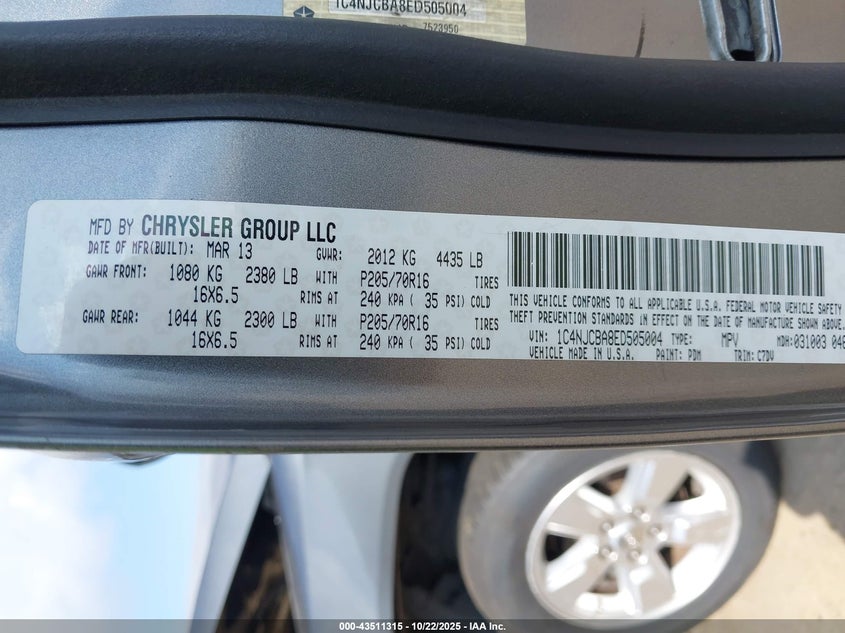 1C4NJCBA8ED505004
7523950
MFD BY CHRYSLER GROUP LLC
DATE OF MFR(BUILT): MAR 13 GVWR: 2012 KG 4435 LB
GAWR FRONT: 1080 KG 2380 LB WITH P205/70R16 TIRES
16X6.5 RIMS AT 240 KPA ( 35 PSI) COLD
GAWR REAR: 1044 KG 2300 LB WITH P205/70R16 TIRES
16X6.5 RIMS AT 240 KPA ( 35 PSI) COLD
THIS VEHICLE CONFORMS TO ALL APPLICABLE U.S.A. FEDERAL MOTOR VEHICLE SAFETY
THEFT PREVENTION STANDARDS IN EFFECT ON THE DATE OF MANUFACTURE SHOWN ABOVE.
VIN: 1C4NJCBA8ED505004 TYPE: MPV MDH: 031003 048
VEHICLE MADE IN U.S.A. PAINT: PDM TRIM: C7DV
000-43511315 - 10/22/2025 - IAA Inc.